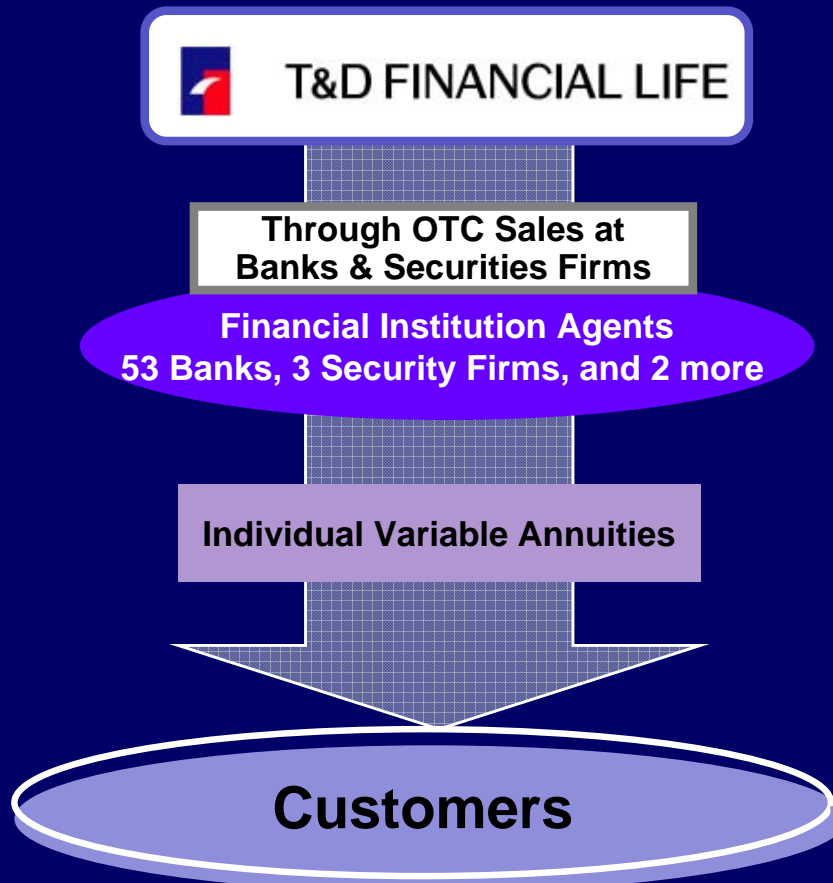 T&D FINANCIAL LIFE
Through OTC Sales at
Banks & Securities Firms
Financial Institution Agents
53 Banks, 3 Security Firms, and 2 more
Individual Variable Annuities
Customers